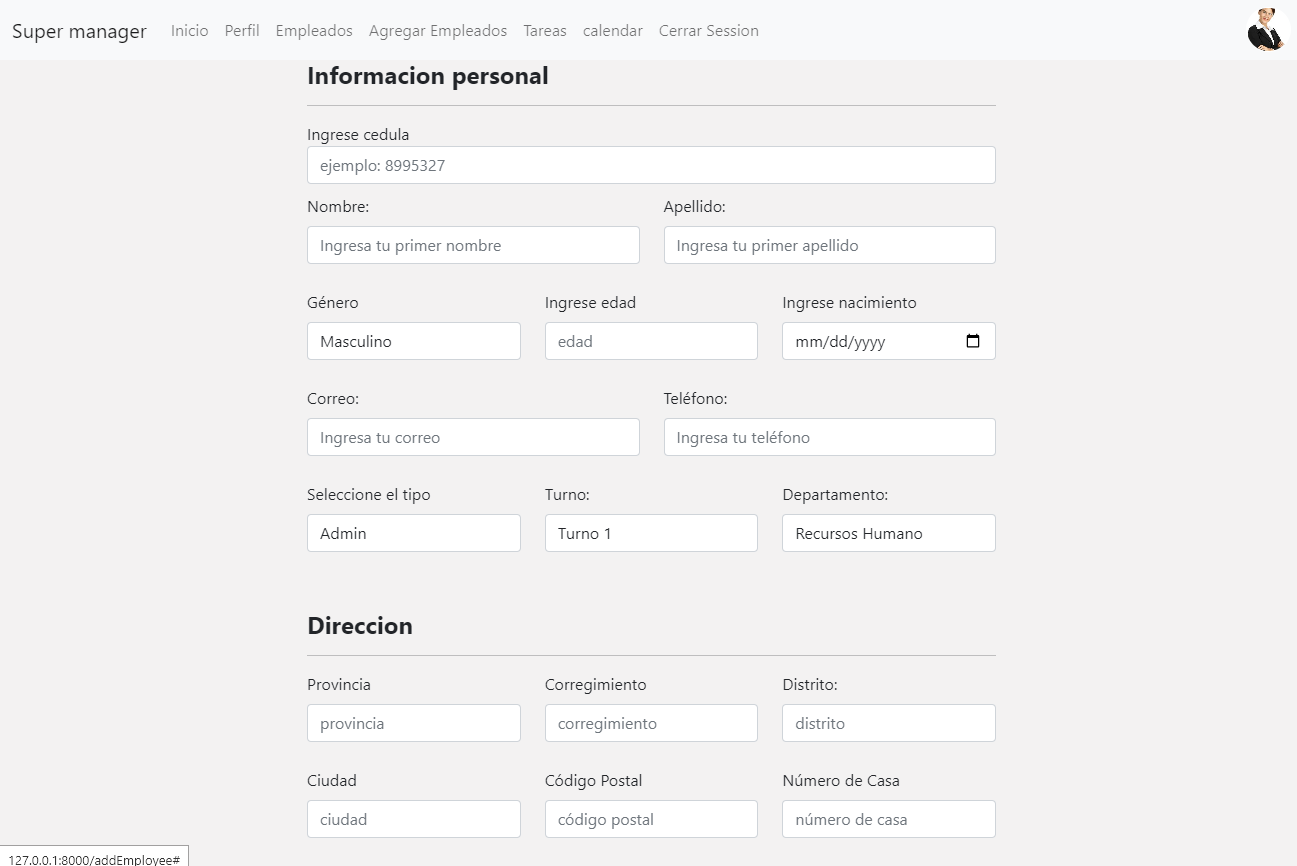 Super manager Inicio Perfil Empleados Agregar Empleados Tareas calendar Cerrar Session
Informacion personal
Ingrese cedula
ejemplo: 8995327
Nombre: Apellido:
Ingresa tu primer nombre Ingresa tu primer apellido
Género Ingrese edad Ingrese nacimiento
Masculino edad mm/dd/yyyy
Correo: Teléfono:
Ingresa tu correo Ingresa tu teléfono
Seleccione el tipo Turno: Departamento:
Admin Turno 1 Recursos Humano
Direccion
Provincia Corregimiento Distrito:
provincia corregimiento distrito
Ciudad Código Postal Número de Casa
ciudad código postal número de casa
127.0.0.1:8000/addEmployee#